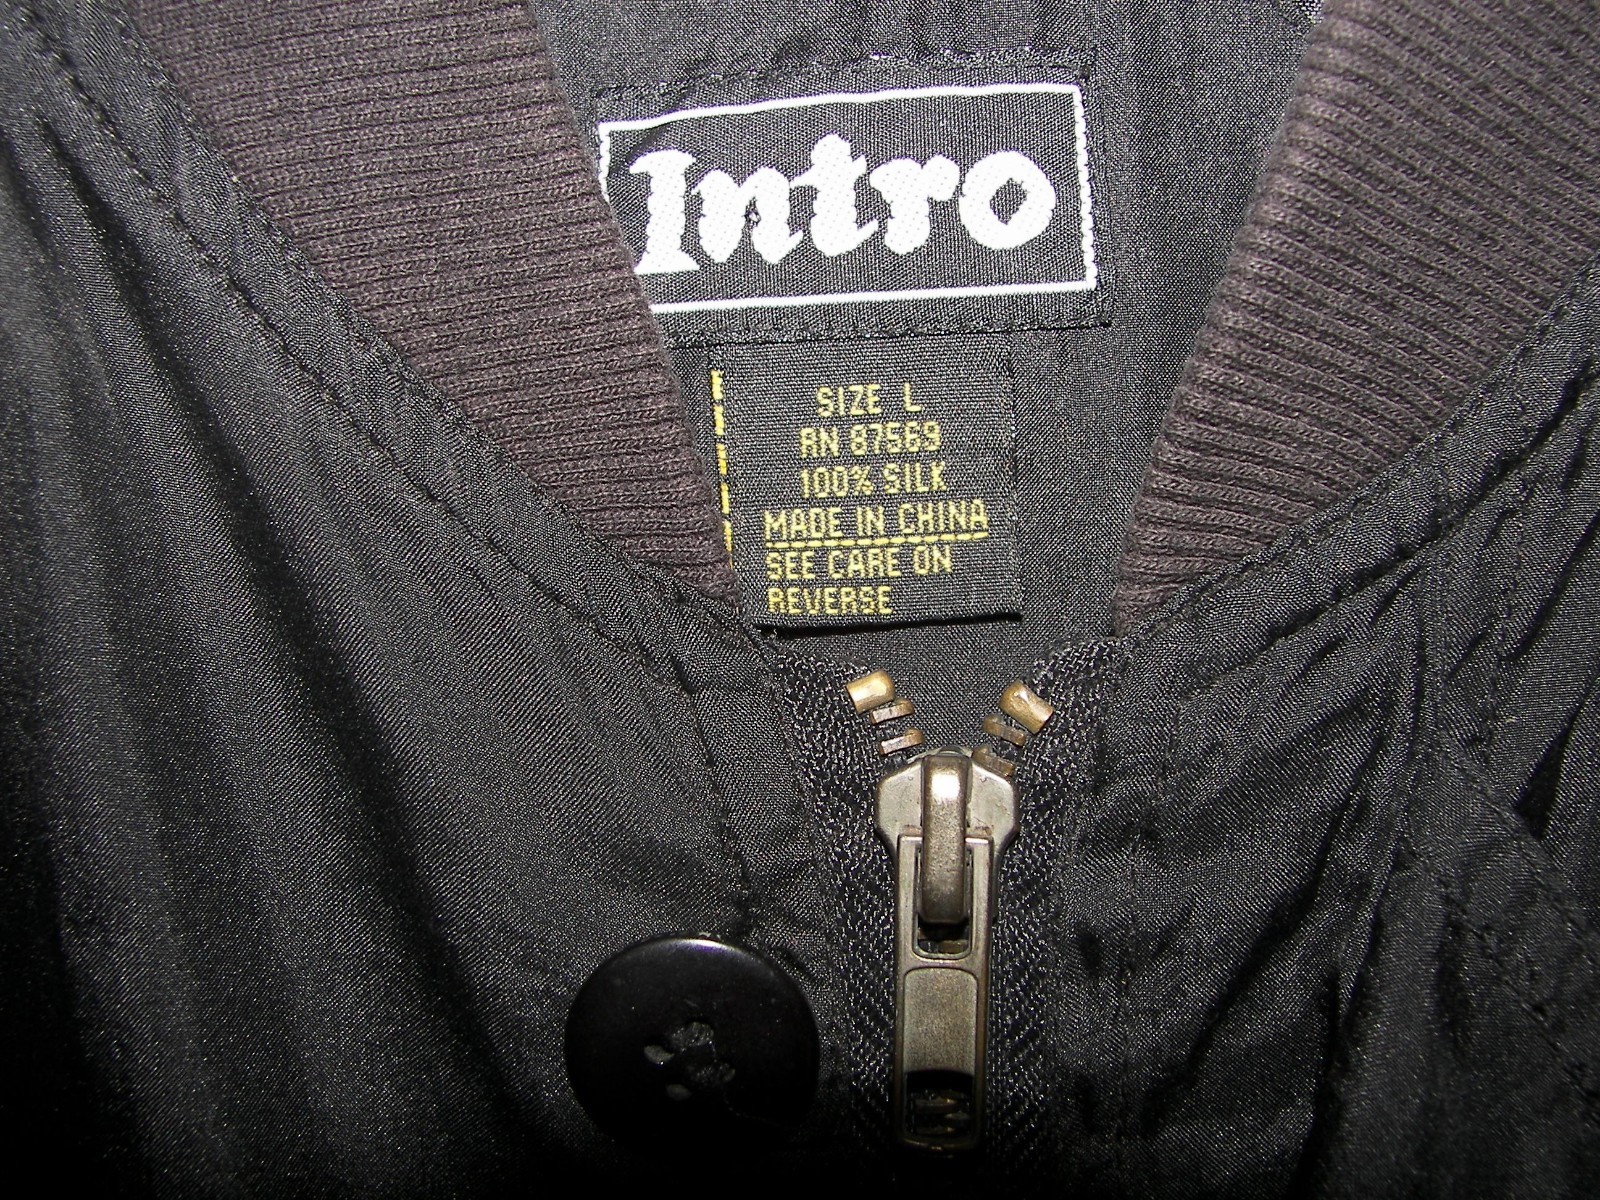 Intro
SIZE L
RN 87569
100% SILK
MADE IN CHINA
SEE CARE ON
REVERSE